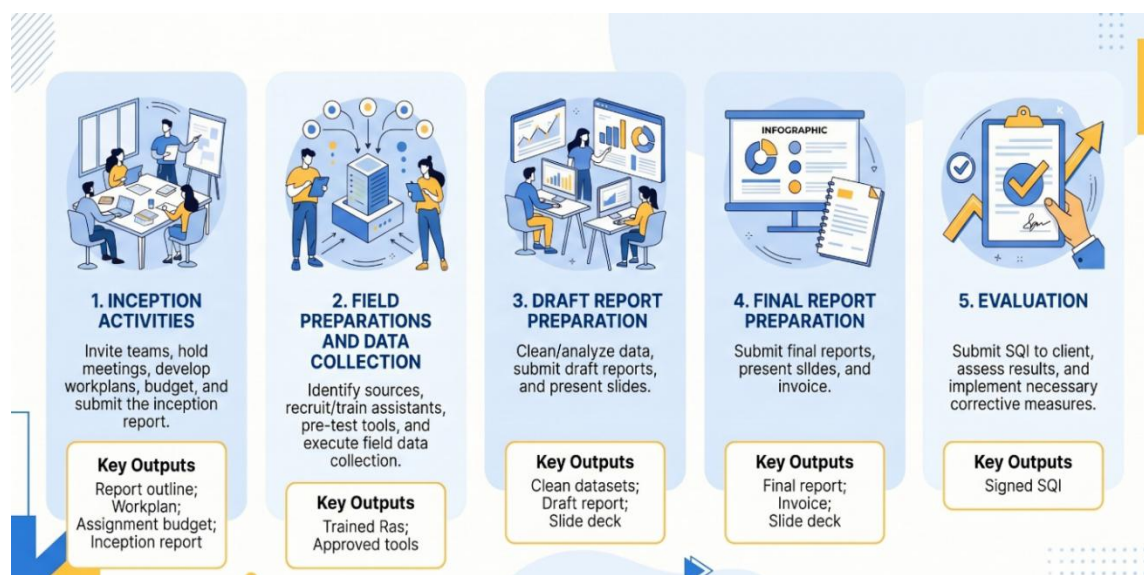 1. INCEPTION
ACTIVITIES
Invite teams, hold
meetings, develop
workplans, budget, and
submit the inception
report.
Key Outputs
Report outline;
Workplan;
Assignment budget;
Inception report
2. FIELD
PREPARATIONS
AND DATA
COLLECTION
Identify sources,
recruit/train assistants,
pre-test tools, and
execute field data
collection.
Key Outputs
Trained Ras;
Approved tools
3. DRAFT REPORT
PREPARATION
Clean/analyze data,
submit draft reports,
and present slides.
Key Outputs
Clean datasets;
Draft report;
Slide deck
INFOGRAPHIC
4. FINAL REPORT
PREPARATION
Submit final reports,
present slides, and
invoice.
Key Outputs
Final report;
Invoice;
Slide deck
5. EVALUATION
Submit SQI to client,
assess results, and
implement necessary
corrective measures.
Key Outputs
Signed SQI